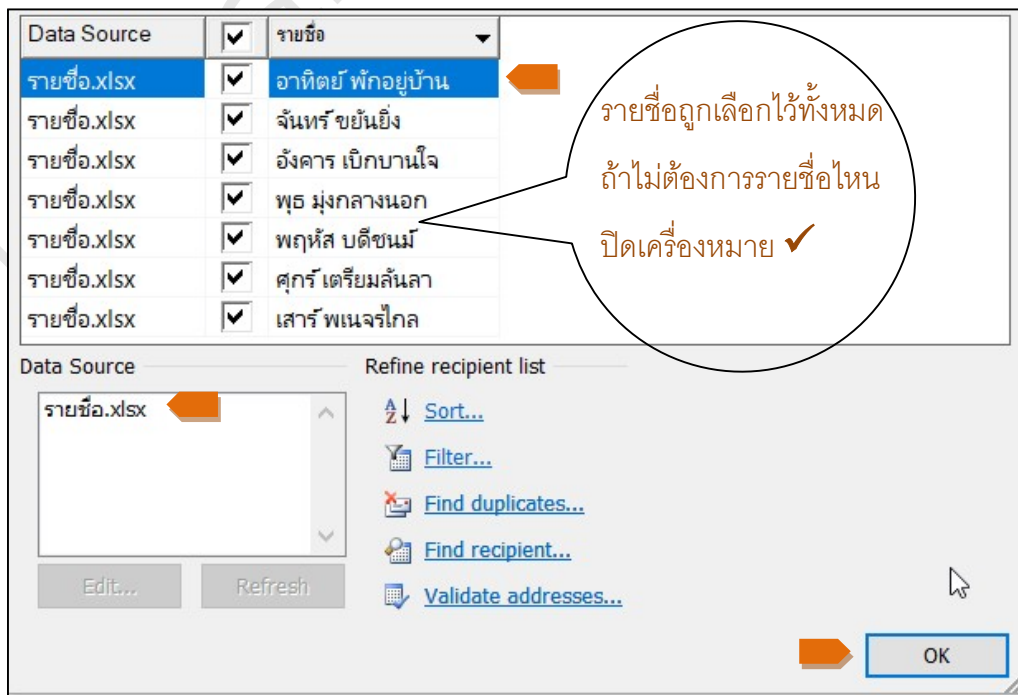 Data Source รายชื่อ
รายชื่อ.xlsx อาทิตย์ พักอยู่บ้าน
รายชื่อ.xlsx จันทร์ ขยันยิ่ง
รายชื่อ.xlsx อังคาร เบิกบานใจ
รายชื่อ.xlsx พุธ มุ่งกลางนอก
รายชื่อ.xlsx พฤหัส บดีชนม์
รายชื่อ.xlsx ศุกร์ เตรียมลันลา
รายชื่อ.xlsx เสาร์ พเนจรไกล
รายชื่อถูกเลือกไว้ทั้งหมด
ถ้าไม่ต้องการรายชื่อไหน
ปิดเครื่องหมาย ✓
Data Source
รายชื่อ.xlsx
Edit... Refresh
Refine recipient list
Sort...
Filter...
Find duplicates...
Find recipient...
Validate addresses...
OK